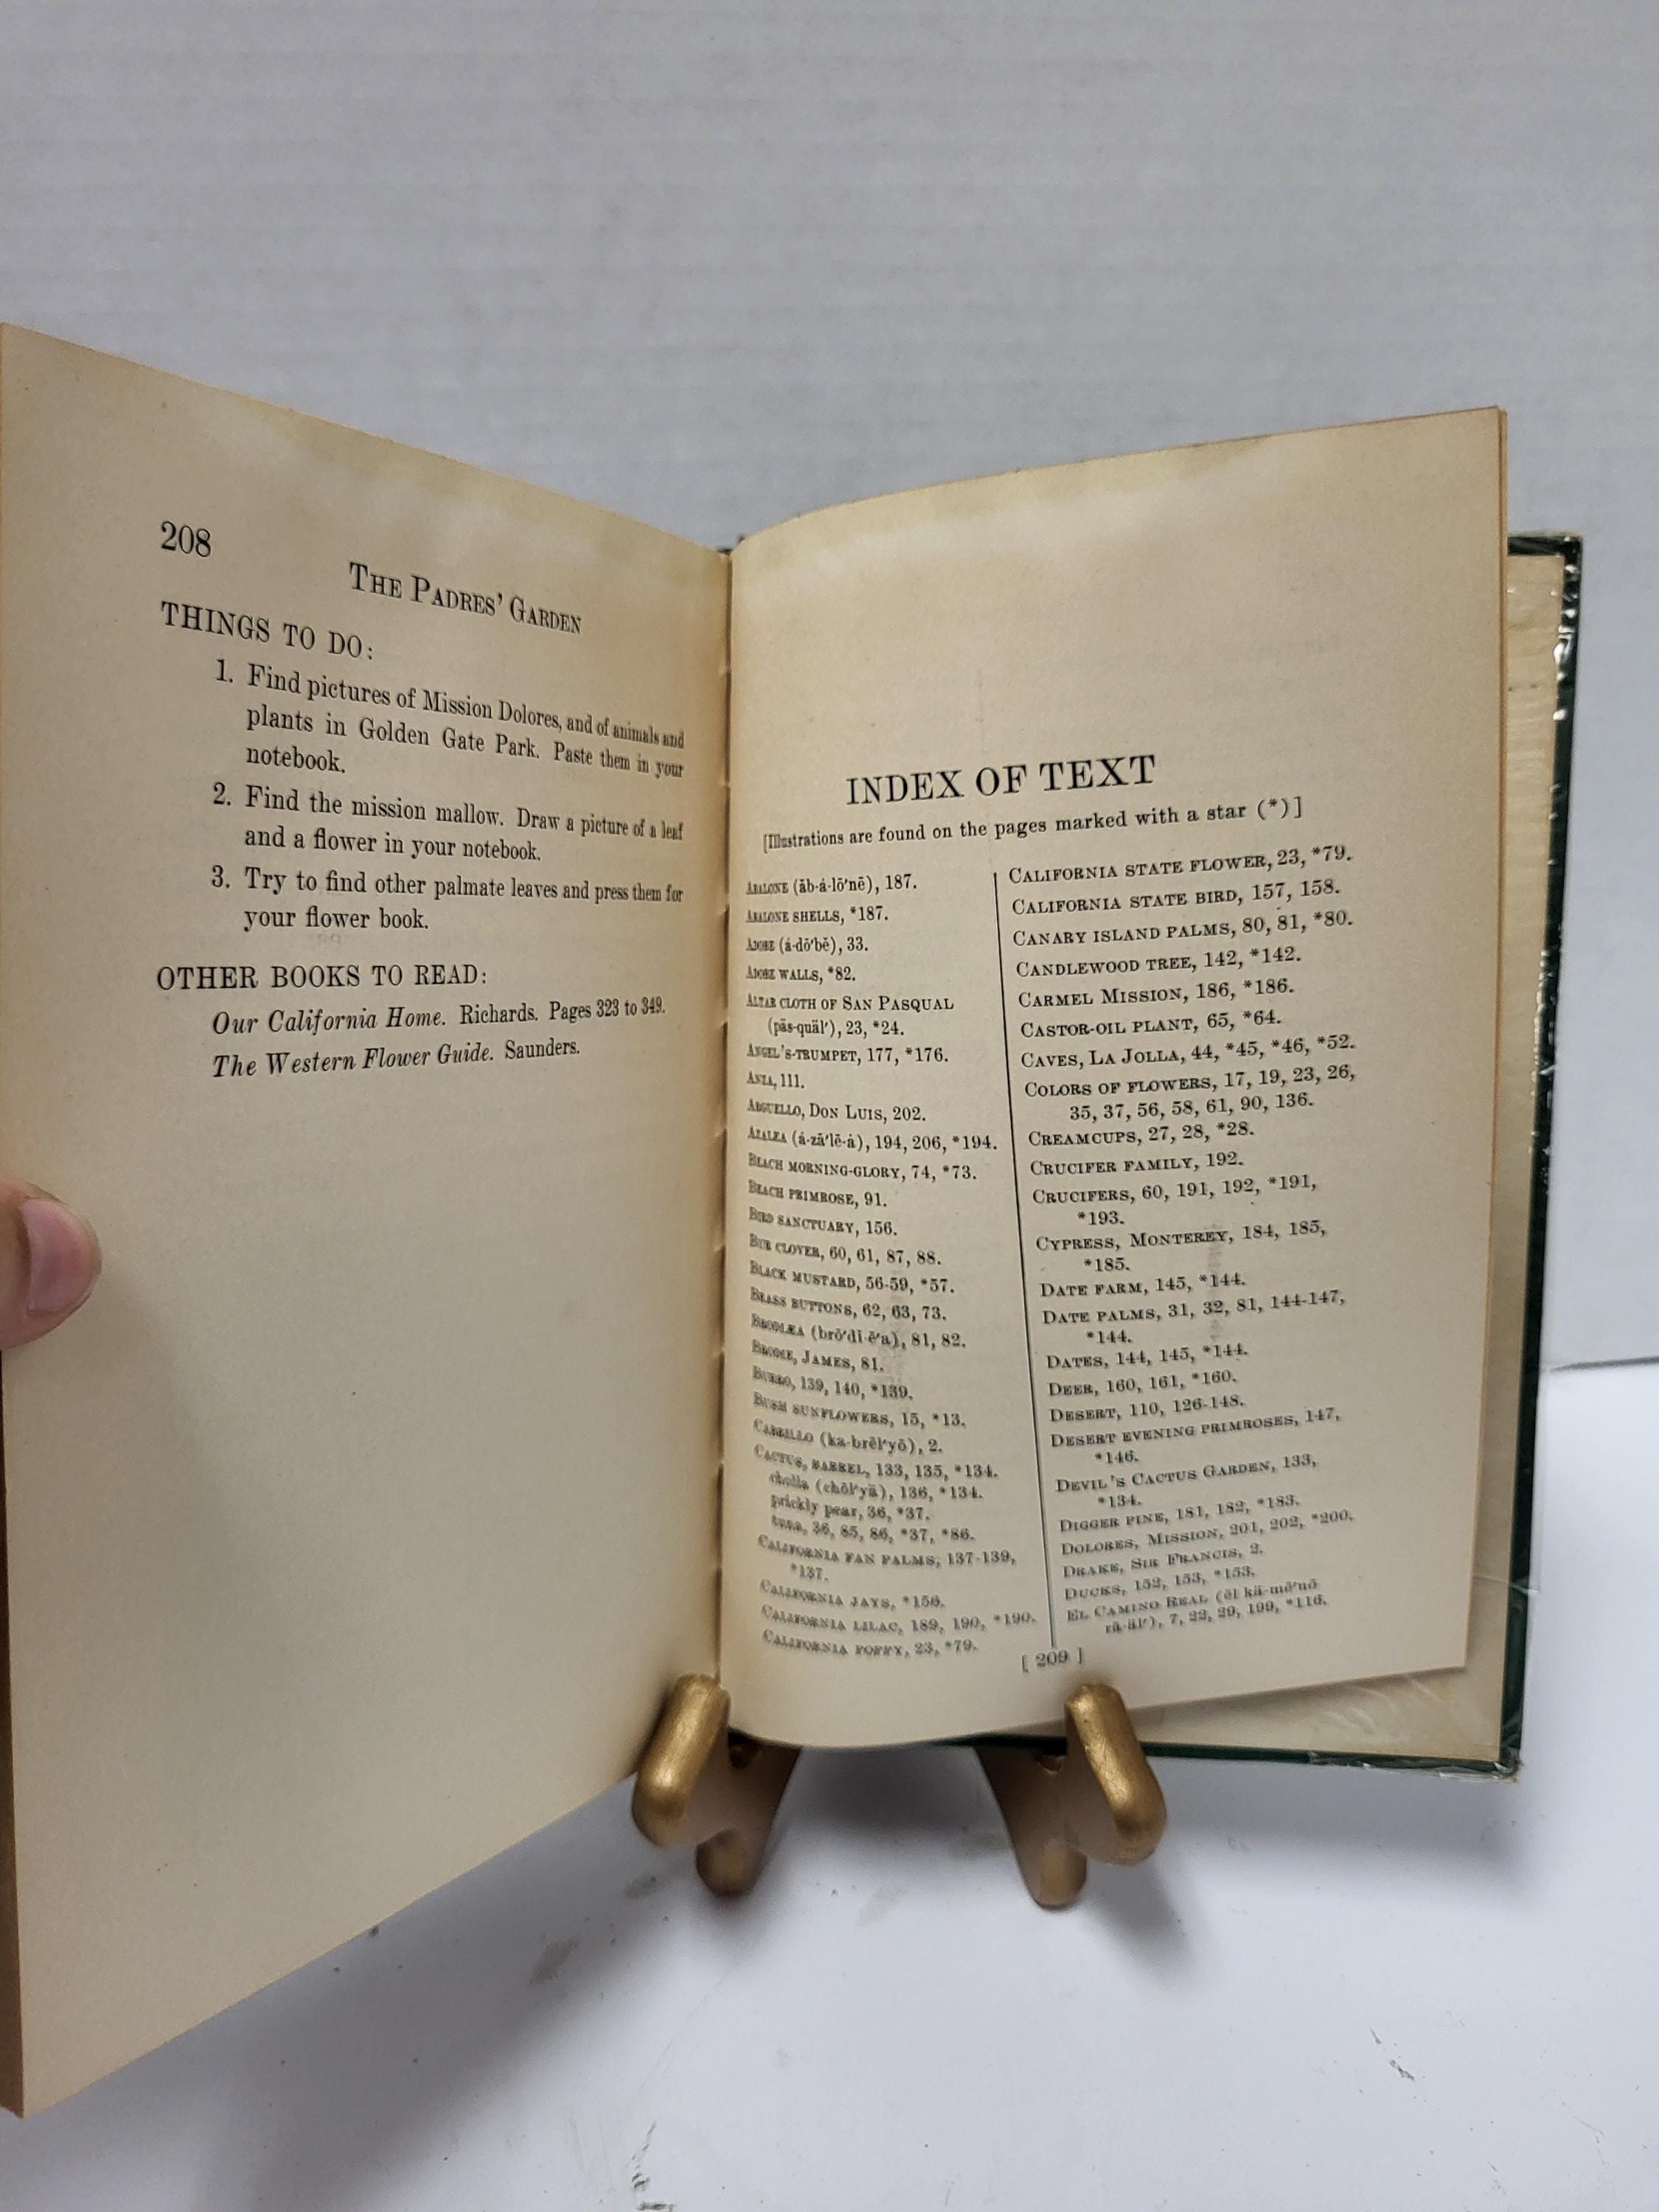 208
THE PADRES' GARDEN
THINGS TO DO:
1. Find pictures of Mission Dolores, and of animals and
plants in Golden Gate Park. Paste them in your
notebook.
2. Find the mission mallow. Draw a picture of a leaf
and a flower in your notebook.
3. Try to find other palmate leaves and press them for
your flower book.
OTHER BOOKS TO READ:
Our California Home. Richards. Pages 323 to 349.
The Western Flower Guide. Saunders.
INDEX OF TEXT
[Illustrations are found on the pages marked with a star (*)]
ABALONE (ăb-ȧ-lō'nē), 187.
ABALONE SHELLS, *187.
ADOBE (ȧ-dō'bĕ), 33.
ADOBE WALLS, *82.
ALTAR CLOTH OF SAN PASQUAL
(päs-quäl'), 23, *24.
ANGEL'S-TRUMPET, 177, *176.
ANZA, 111.
ARGUELLO, DON LUIS, 202.
AZALEA (ȧ-zā'lē-ȧ), 194, 206, *194.
BEACH MORNING-GLORY, 74, *73.
BEACH PRIMROSE, 91.
BIRD SANCTUARY, 156.
BUR CLOVER, 60, 61, 87, 88.
BLACK MUSTARD, 56-59, *57.
BRASS BUTTONS, 62, 63, 73.
BRODIÆA (brō'dĭ-ē'a), 81, 82.
BRODIE, JAMES, 81.
BURRO, 139, 140, *139.
BUSH SUNFLOWERS, 15, *13.
CABRILLO (ka-brēl'yō), 2.
CACTUS, BARREL, 133, 135, *134.
cholla (chōl'yä), 136, *134.
prickly pear, 36, *37.
tuna, 36, 85, 86, *37, *86.
CALIFORNIA FAN PALMS, 137-139,
*137.
CALIFORNIA JAYS, *156.
CALIFORNIA LILAC, 189, 190, *190.
CALIFORNIA POPPY, 23, *79.
CALIFORNIA STATE FLOWER, 23, *79.
CALIFORNIA STATE BIRD, 157, 158.
CANARY ISLAND PALMS, 80, 81, *80.
CANDLEWOOD TREE, 142, *142.
CARMEL MISSION, 186, *186.
CASTOR-OIL PLANT, 65, *64.
CAVES, LA JOLLA, 44, *45, *46, *52.
COLORS OF FLOWERS, 17, 19, 23, 26,
35, 37, 56, 58, 61, 90, 136.
CREAMCUPS, 27, 28, *28.
CRUCIFER FAMILY, 192.
CRUCIFERS, 60, 191, 192, *191,
*193.
CYPRESS, MONTEREY, 184, 185,
*185.
DATE FARM, 145, *144.
DATE PALMS, 31, 32, 81, 144-147,
*144.
DATES, 144, 145, *144.
DEER, 160, 161, *160.
DESERT, 110, 126-148.
DESERT EVENING PRIMROSES, 147,
*146.
DEVIL'S CACTUS GARDEN, 133,
*134.
DIGGER PINE, 181, 182, *183.
DOLORES, MISSION, 201, 202, *200.
DRAKE, SIR FRANCIS, 2.
DUCKS, 152, 153, *153.
EL CAMINO REAL (ĕl kä-mē'nō
rā-äl'), 7, 22, 29, 199, *116.
[ 209 ]